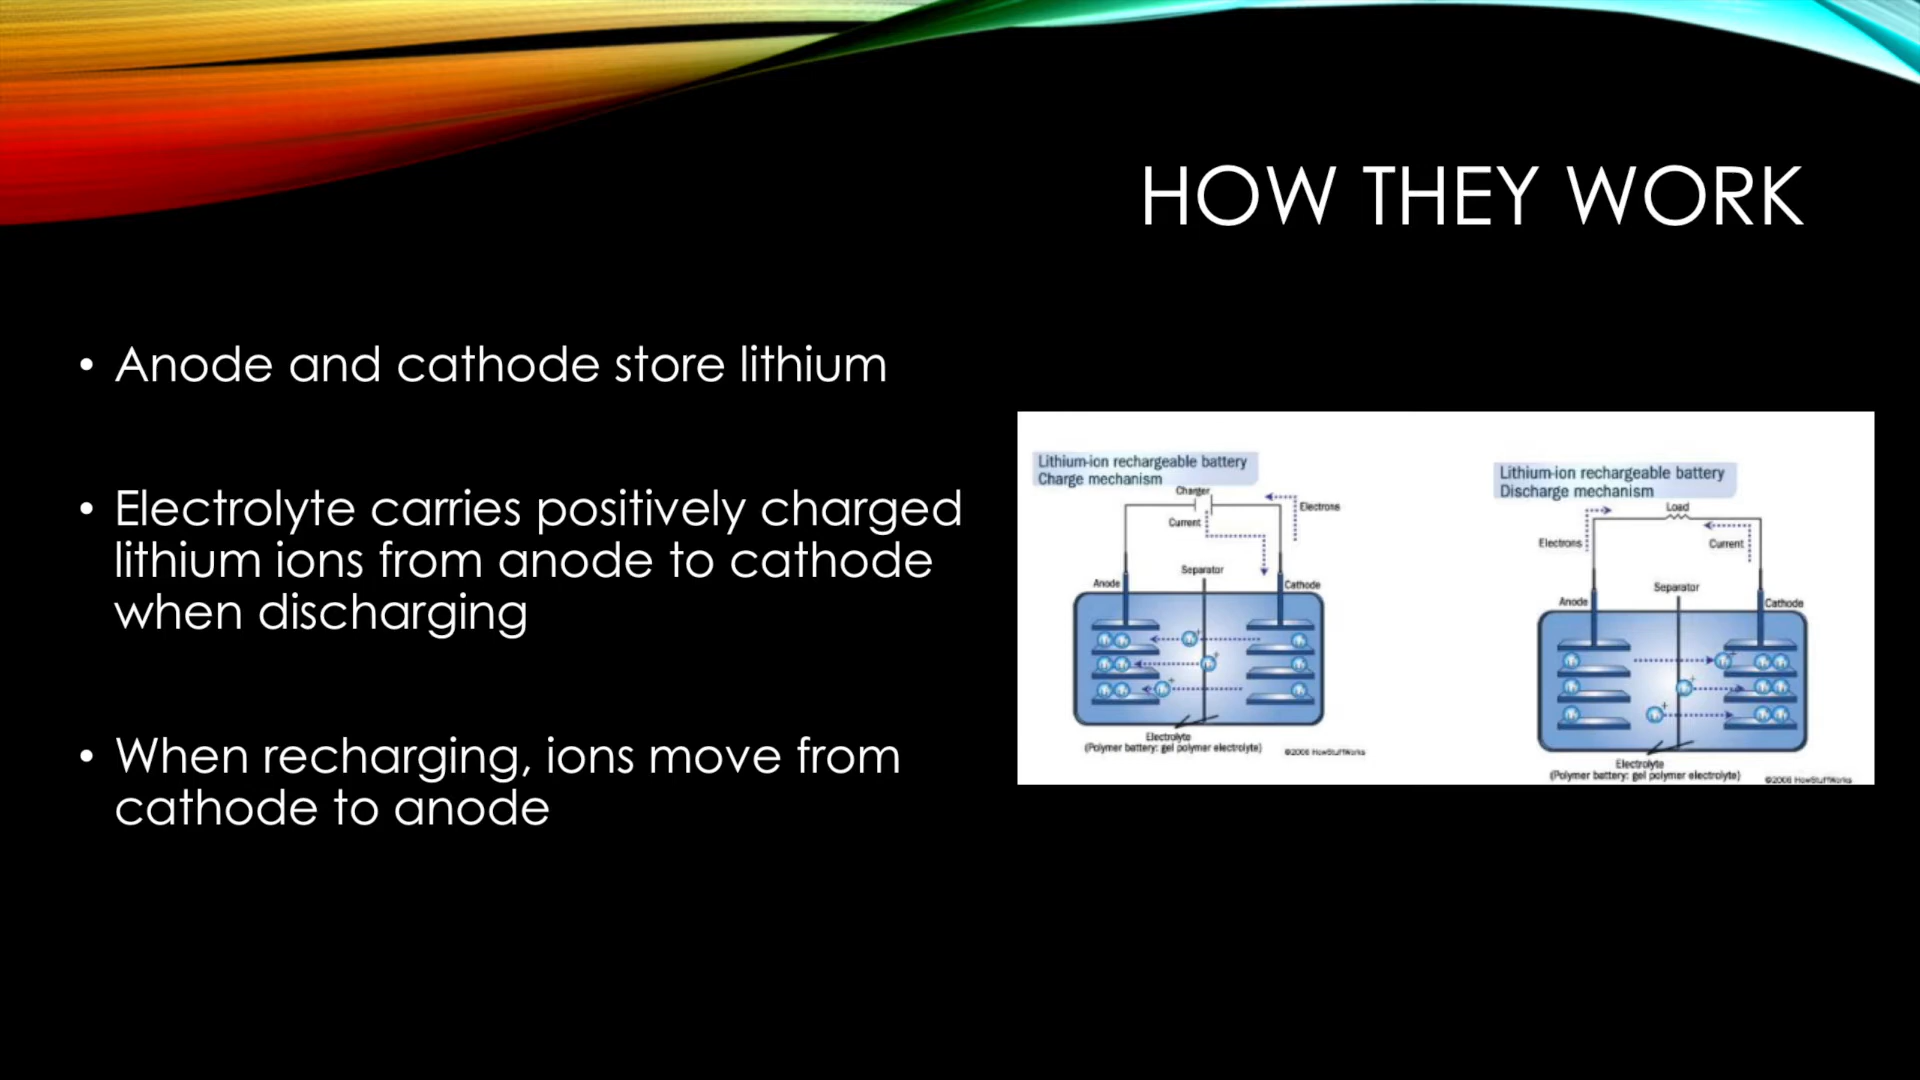 HOW THEY WORK
• Anode and cathode store lithium
• Electrolyte carries positively charged
lithium ions from anode to cathode
when discharging
• When recharging, ions move from
cathode to anode
Lithium-ion rechargeable battery
Charge mechanism
Charger
Electrons
Current
Separator
Anode
Cathode
Electrolyte
(Polymer battery: gel polymer electrolyte)
©2006 HowStuffWorks
Lithium-ion rechargeable battery
Discharge mechanism
Load
Electrons
Current
Separator
Anode
Cathode
Electrolyte
(Polymer battery: gel polymer electrolyte)
©2006 HowStuffWorks